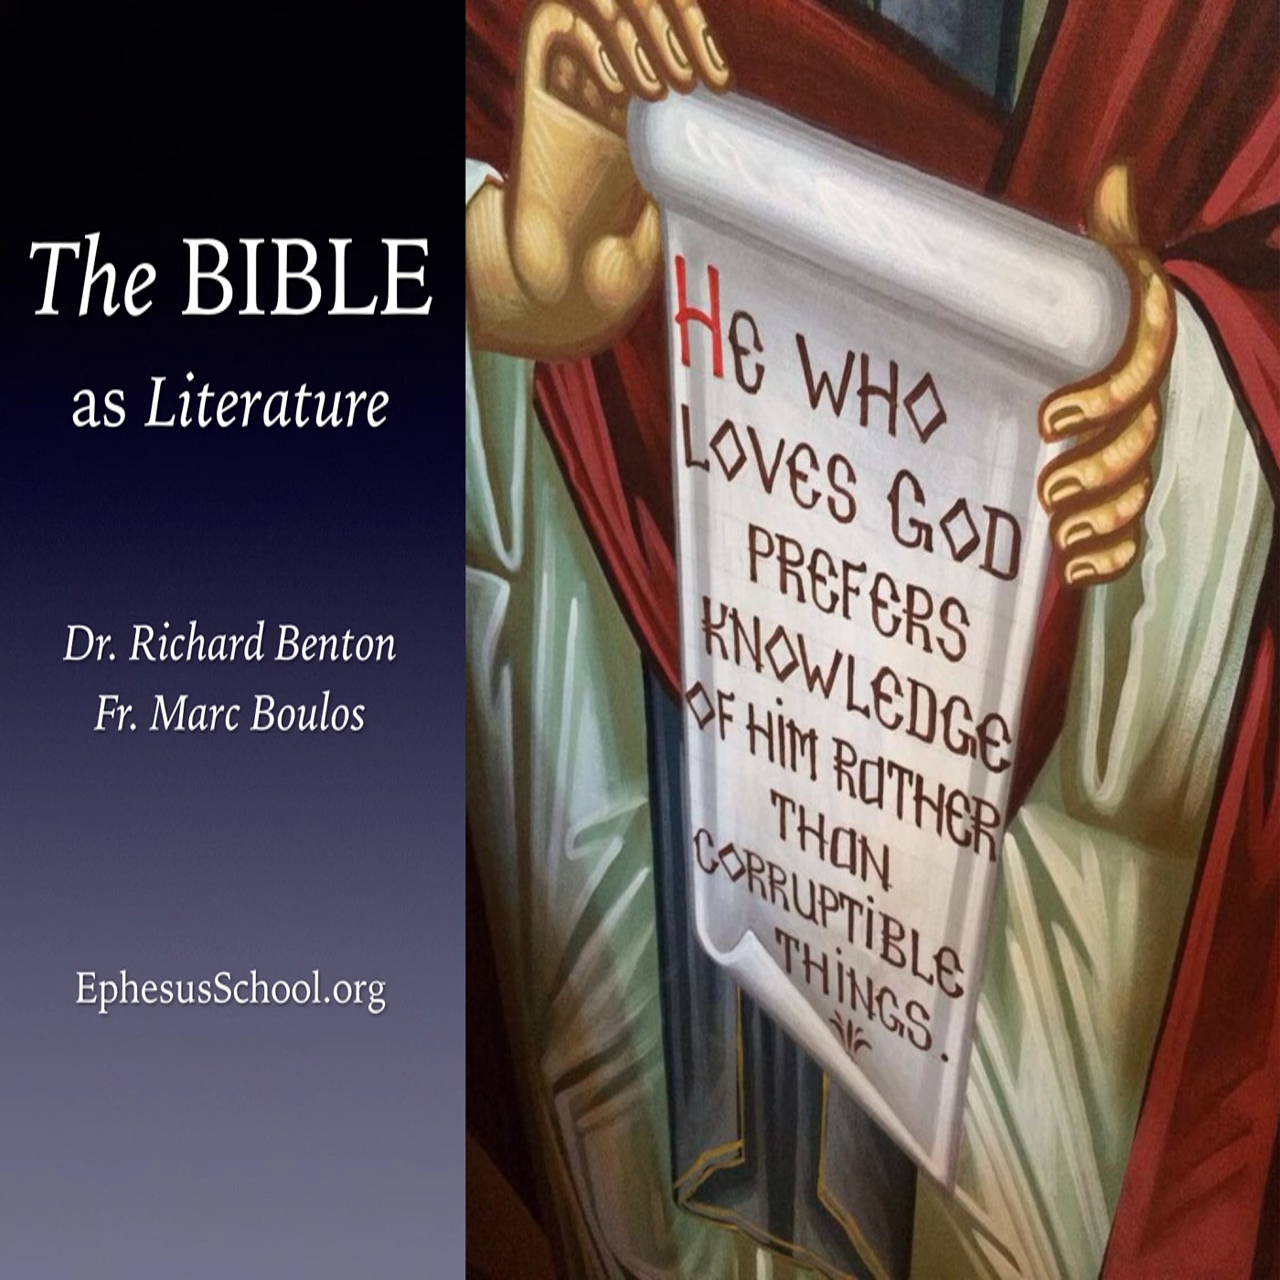 The BIBLE
as Literature
Dr. Richard Benton
Fr. Marc Boulos
EphesusSchool.org
HE WHO
LOVES GOD
PREFERS
KNOWLEDGE
OF HIM RATHER
THAN
CORRUPTIBLE
THINGS.